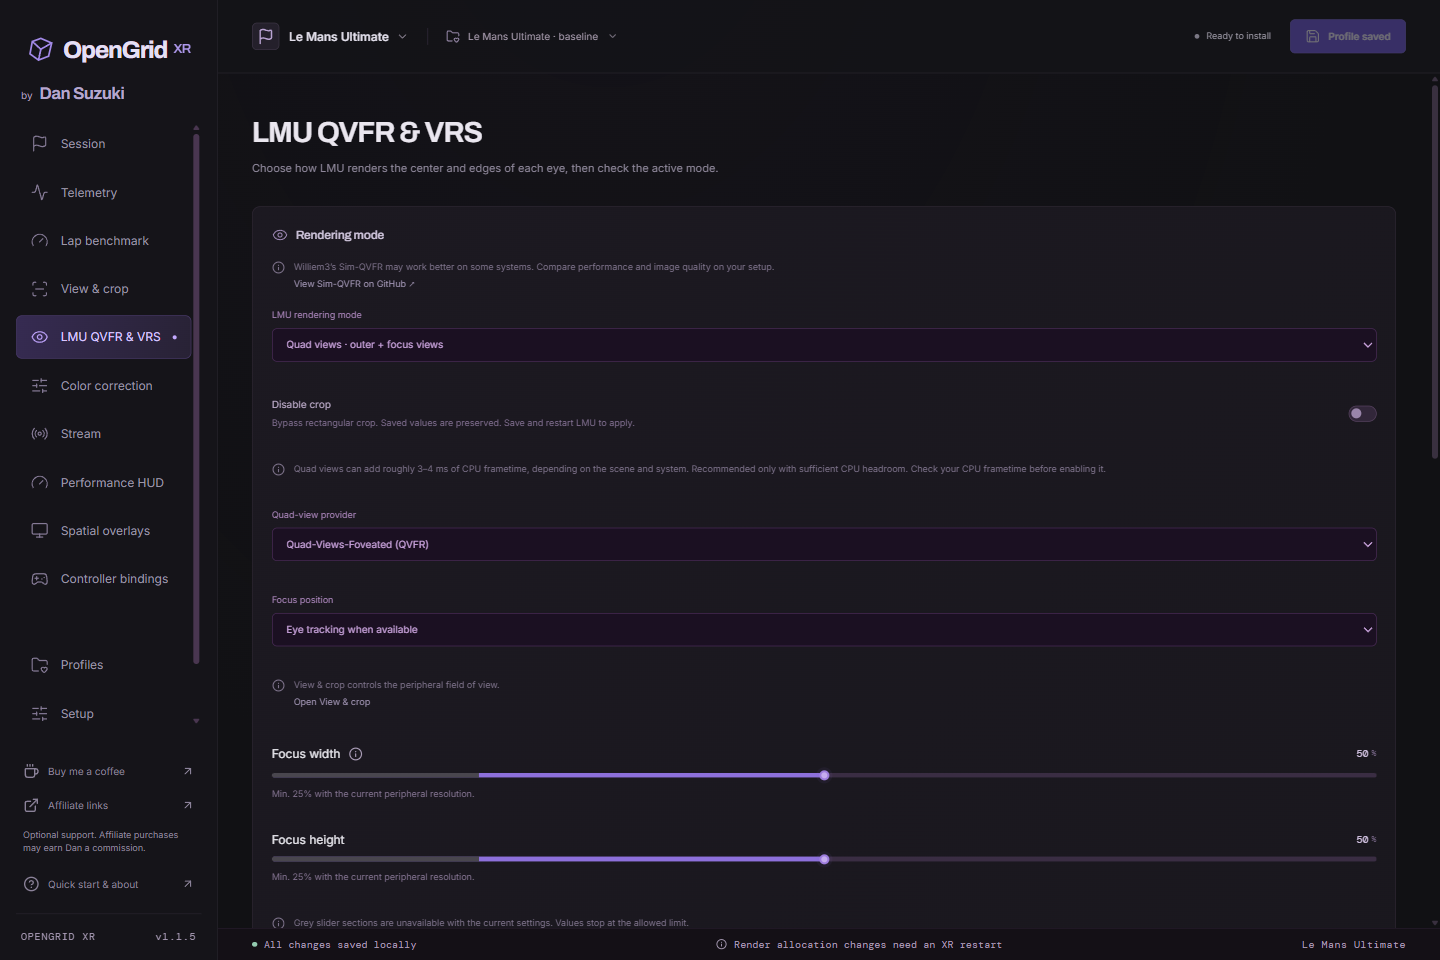 OpenGrid XR
by Dan Suzuki
Session
Telemetry
Lap benchmark
View & crop
LMU QVFR & VRS
Color correction
Stream
Performance HUD
Spatial overlays
Controller bindings
Profiles
Setup
Buy me a coffee
Affiliate links
Optional support. Affiliate purchases
may earn Dan a commission.
Quick start & about
OPENGRID XR v1.1.5
Le Mans Ultimate
Le Mans Ultimate · baseline
Ready to install
Profile saved
LMU QVFR & VRS
Choose how LMU renders the center and edges of each eye, then check the active mode.
Rendering mode
Williem3's Sim-QVFR may work better on some systems. Compare performance and image quality on your setup.
View Sim-QVFR on GitHub ↗
LMU rendering mode
Quad views · outer + focus views
Disable crop
Bypass rectangular crop. Saved values are preserved. Save and restart LMU to apply.
Quad views can add roughly 3–4 ms of CPU frametime, depending on the scene and system. Recommended only with sufficient CPU headroom. Check your CPU frametime before enabling it.
Quad-view provider
Quad-Views-Foveated (QVFR)
Focus position
Eye tracking when available
View & crop controls the peripheral field of view.
Open View & crop
Focus width 50 %
Min. 25% with the current peripheral resolution.
Focus height 50 %
Min. 25% with the current peripheral resolution.
Grey slider sections are unavailable with the current settings. Values stop at the allowed limit.
All changes saved locally
Render allocation changes need an XR restart
Le Mans Ultimate